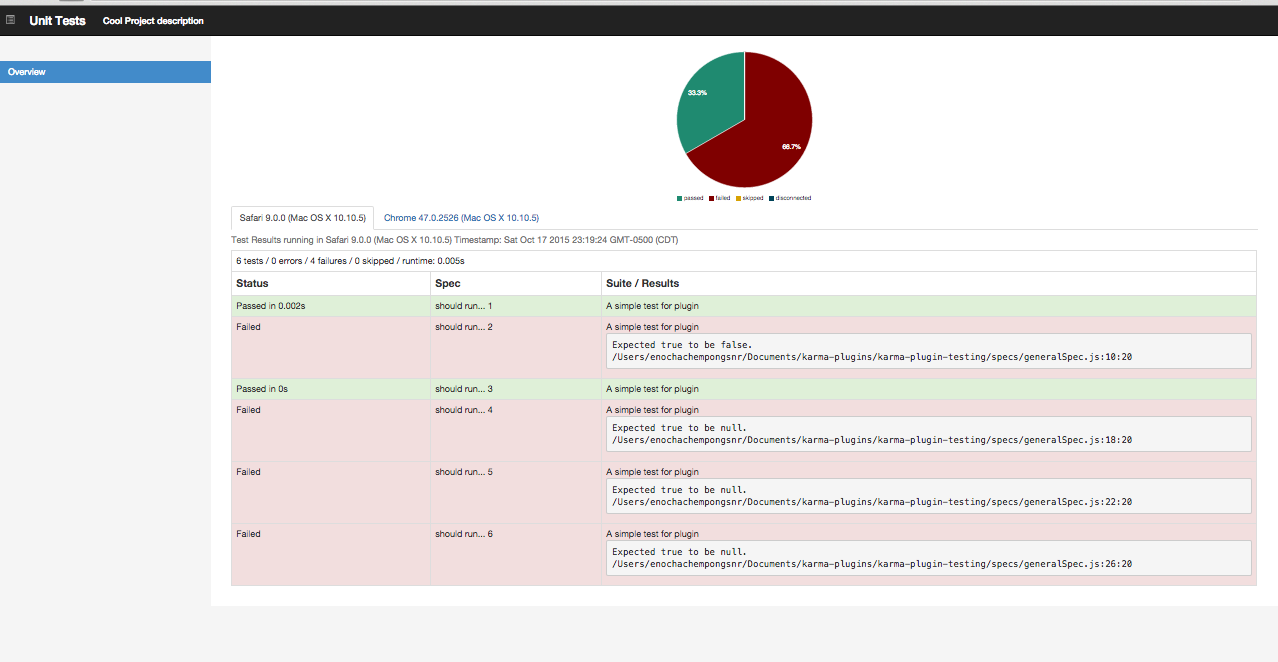 Unit Tests Cool Project description
Overview
33.3%
66.7%
passed failed skipped disconnected
Safari 9.0.0 (Mac OS X 10.10.5) Chrome 47.0.2526 (Mac OS X 10.10.5)
Test Results running in Safari 9.0.0 (Mac OS X 10.10.5) Timestamp: Sat Oct 17 2015 23:19:24 GMT-0500 (CDT)
6 tests / 0 errors / 4 failures / 0 skipped / runtime: 0.005s
Status Spec Suite / Results
Passed in 0.002s should run... 1 A simple test for plugin
Failed should run... 2 A simple test for plugin
Expected true to be false.
/Users/enochachempongsnr/Documents/karma-plugins/karma-plugin-testing/specs/generalSpec.js:10:20
Passed in 0s should run... 3 A simple test for plugin
Failed should run... 4 A simple test for plugin
Expected true to be null.
/Users/enochachempongsnr/Documents/karma-plugins/karma-plugin-testing/specs/generalSpec.js:18:20
Failed should run... 5 A simple test for plugin
Expected true to be null.
/Users/enochachempongsnr/Documents/karma-plugins/karma-plugin-testing/specs/generalSpec.js:22:20
Failed should run... 6 A simple test for plugin
Expected true to be null.
/Users/enochachempongsnr/Documents/karma-plugins/karma-plugin-testing/specs/generalSpec.js:26:20